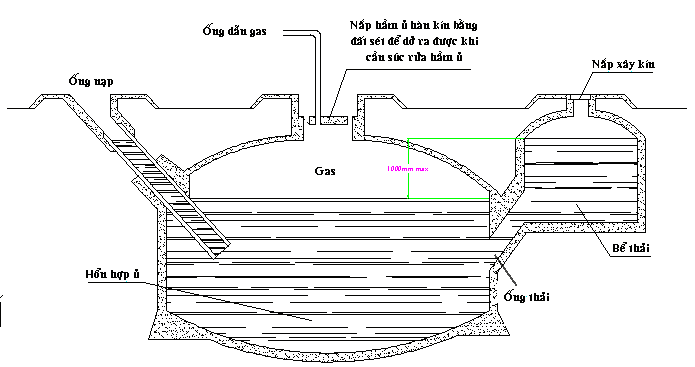 Ống dẫn gas
Nắp hầm ủ hàn kín bằng
đất sét để dở ra được khi
cần súc rửa hầm ủ
Nắp xây kín
Ống nạp
1000mm max
Gas
Bể thải
Hổn hợp ủ
Ống thải